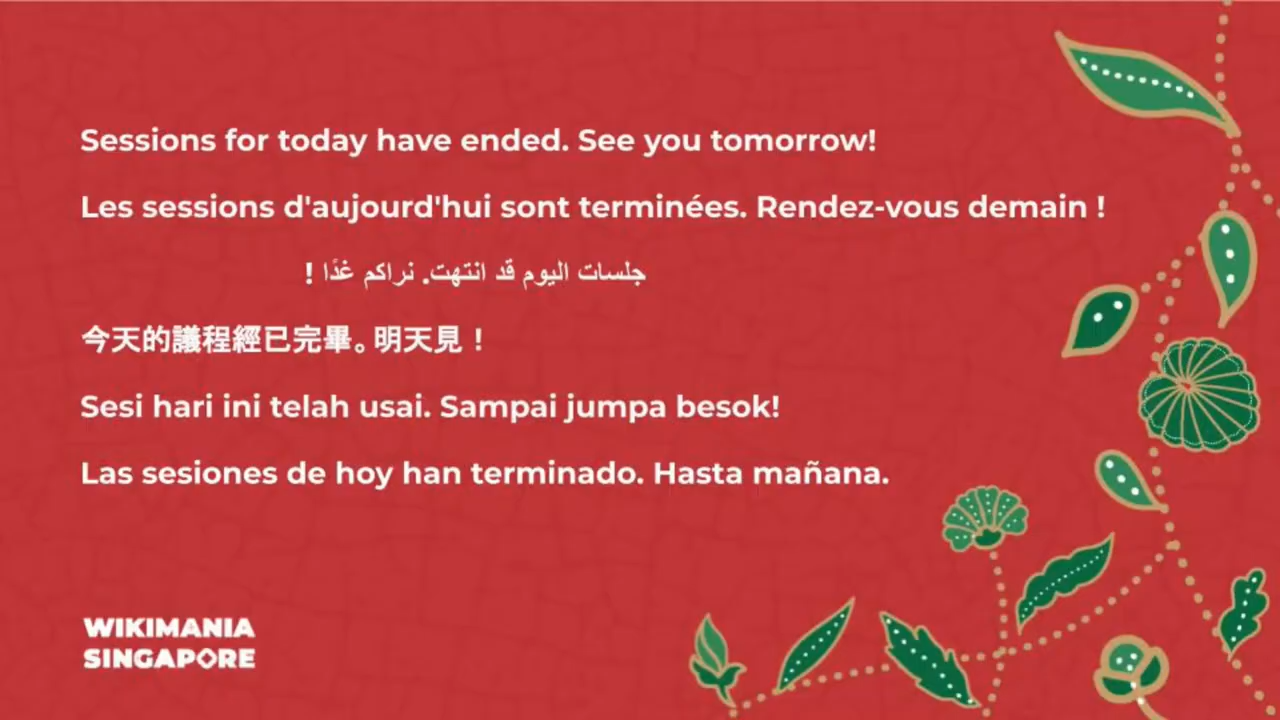 Sessions for today have ended. See you tomorrow!
Les sessions d'aujourd'hui sont terminées. Rendez-vous demain !
جلسات اليوم قد انتهت. نراكم غدًا !
今天的議程經已完畢。明天見！
Sesi hari ini telah usai. Sampai jumpa besok!
Las sesiones de hoy han terminado. Hasta mañana.
WIKIMANIA
SINGAPORE